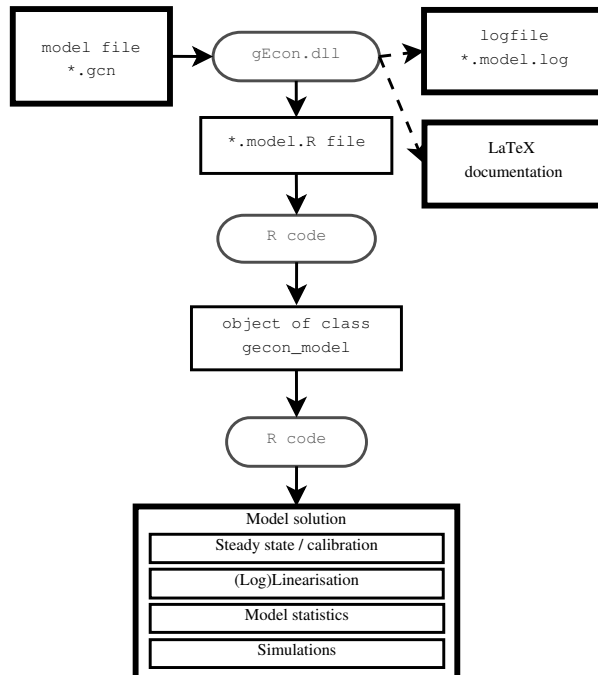 model file
*.gcn
gEcon.dll
logfile
*.model.log
*.model.R file
LaTeX
documentation
R code
object of class
gecon_model
R code
Model solution
Steady state / calibration
(Log)Linearisation
Model statistics
Simulations